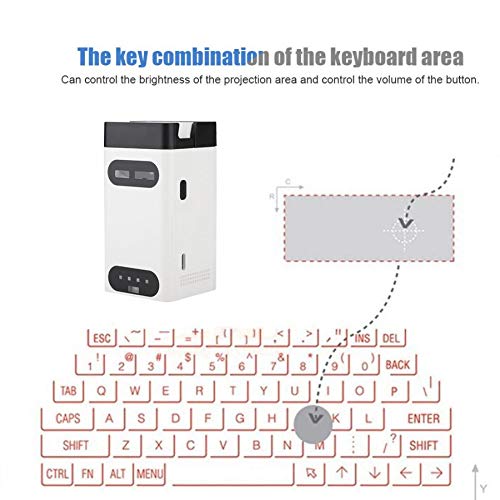 The key combination of the keyboard area
Can control the brightness of the projection area and control the volume of the button.
C
R
ESC ~ - _ + { } < > ? | INS DEL
1 ! 2 @ 3 # 4 $ 5 % 6 ^ 7 & 8 * 9 ( 0 ) BACK
TAB Q W E R T Y U I O P
CAPS A S D F G H K L ENTER
SHIFT Z X C V B N M SHIFT
CTRL FN ALT MENU ↖ ↑ ↓ ← →
Y